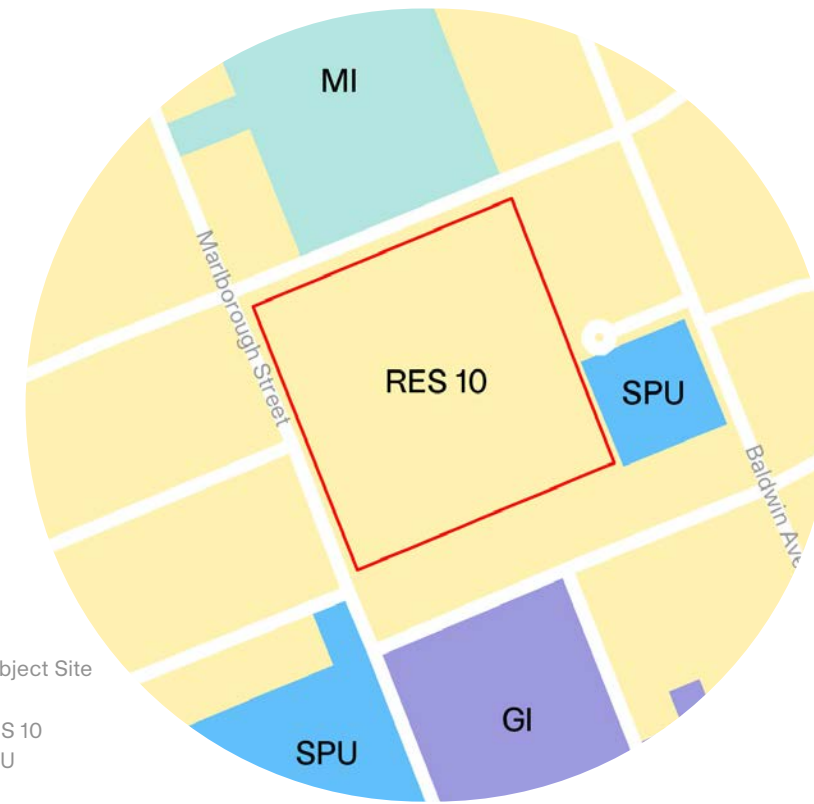 MI
Marlborough Street
RES 10
SPU
Baldwin Ave
bject Site
S 10
U
GI
SPU